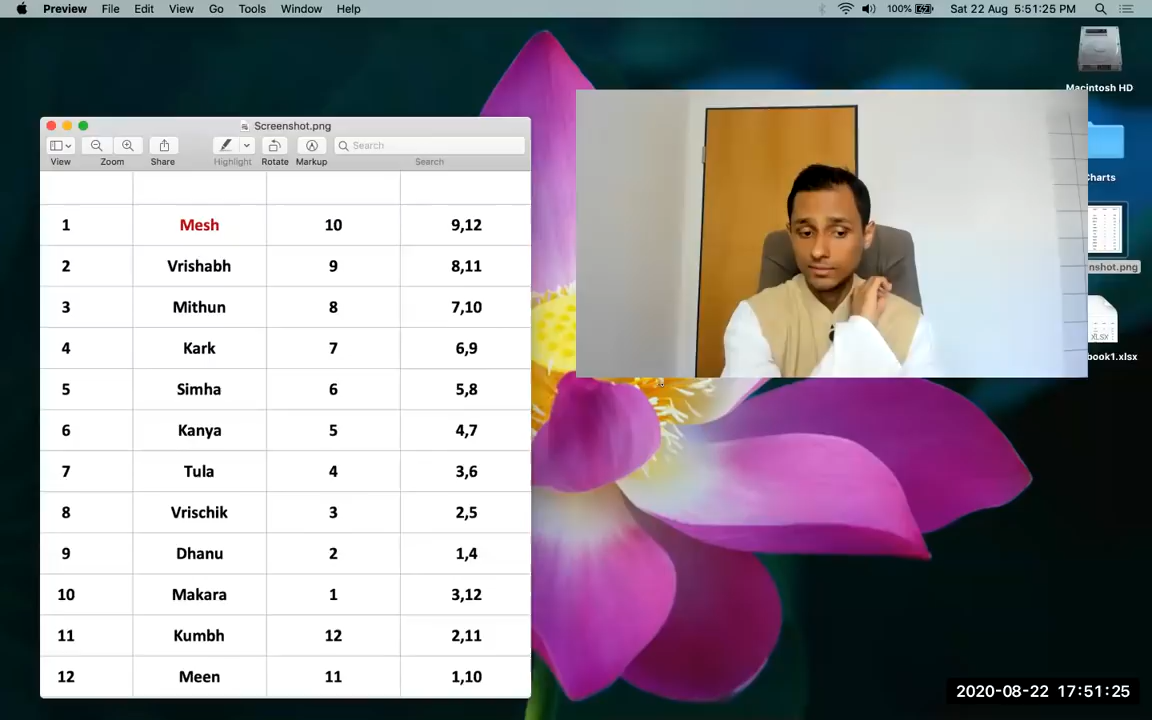 Preview File Edit View Go Tools Window Help 100% Sat 22 Aug 5:51:25 PM
Macintosh HD
Screenshot.png
Search
View Zoom Share Highlight Rotate Markup Search
Charts
1 Mesh 10 9,12
2 Vrishabh 9 8,11
nshot.png
3 Mithun 8 7,10
XLSX
4 Kark 7 6,9
book1.xlsx
5 Simha 6 5,8
6 Kanya 5 4,7
7 Tula 4 3,6
8 Vrischik 3 2,5
9 Dhanu 2 1,4
10 Makara 1 3,12
11 Kumbh 12 2,11
12 Meen 11 1,10
2020-08-22 17:51:25